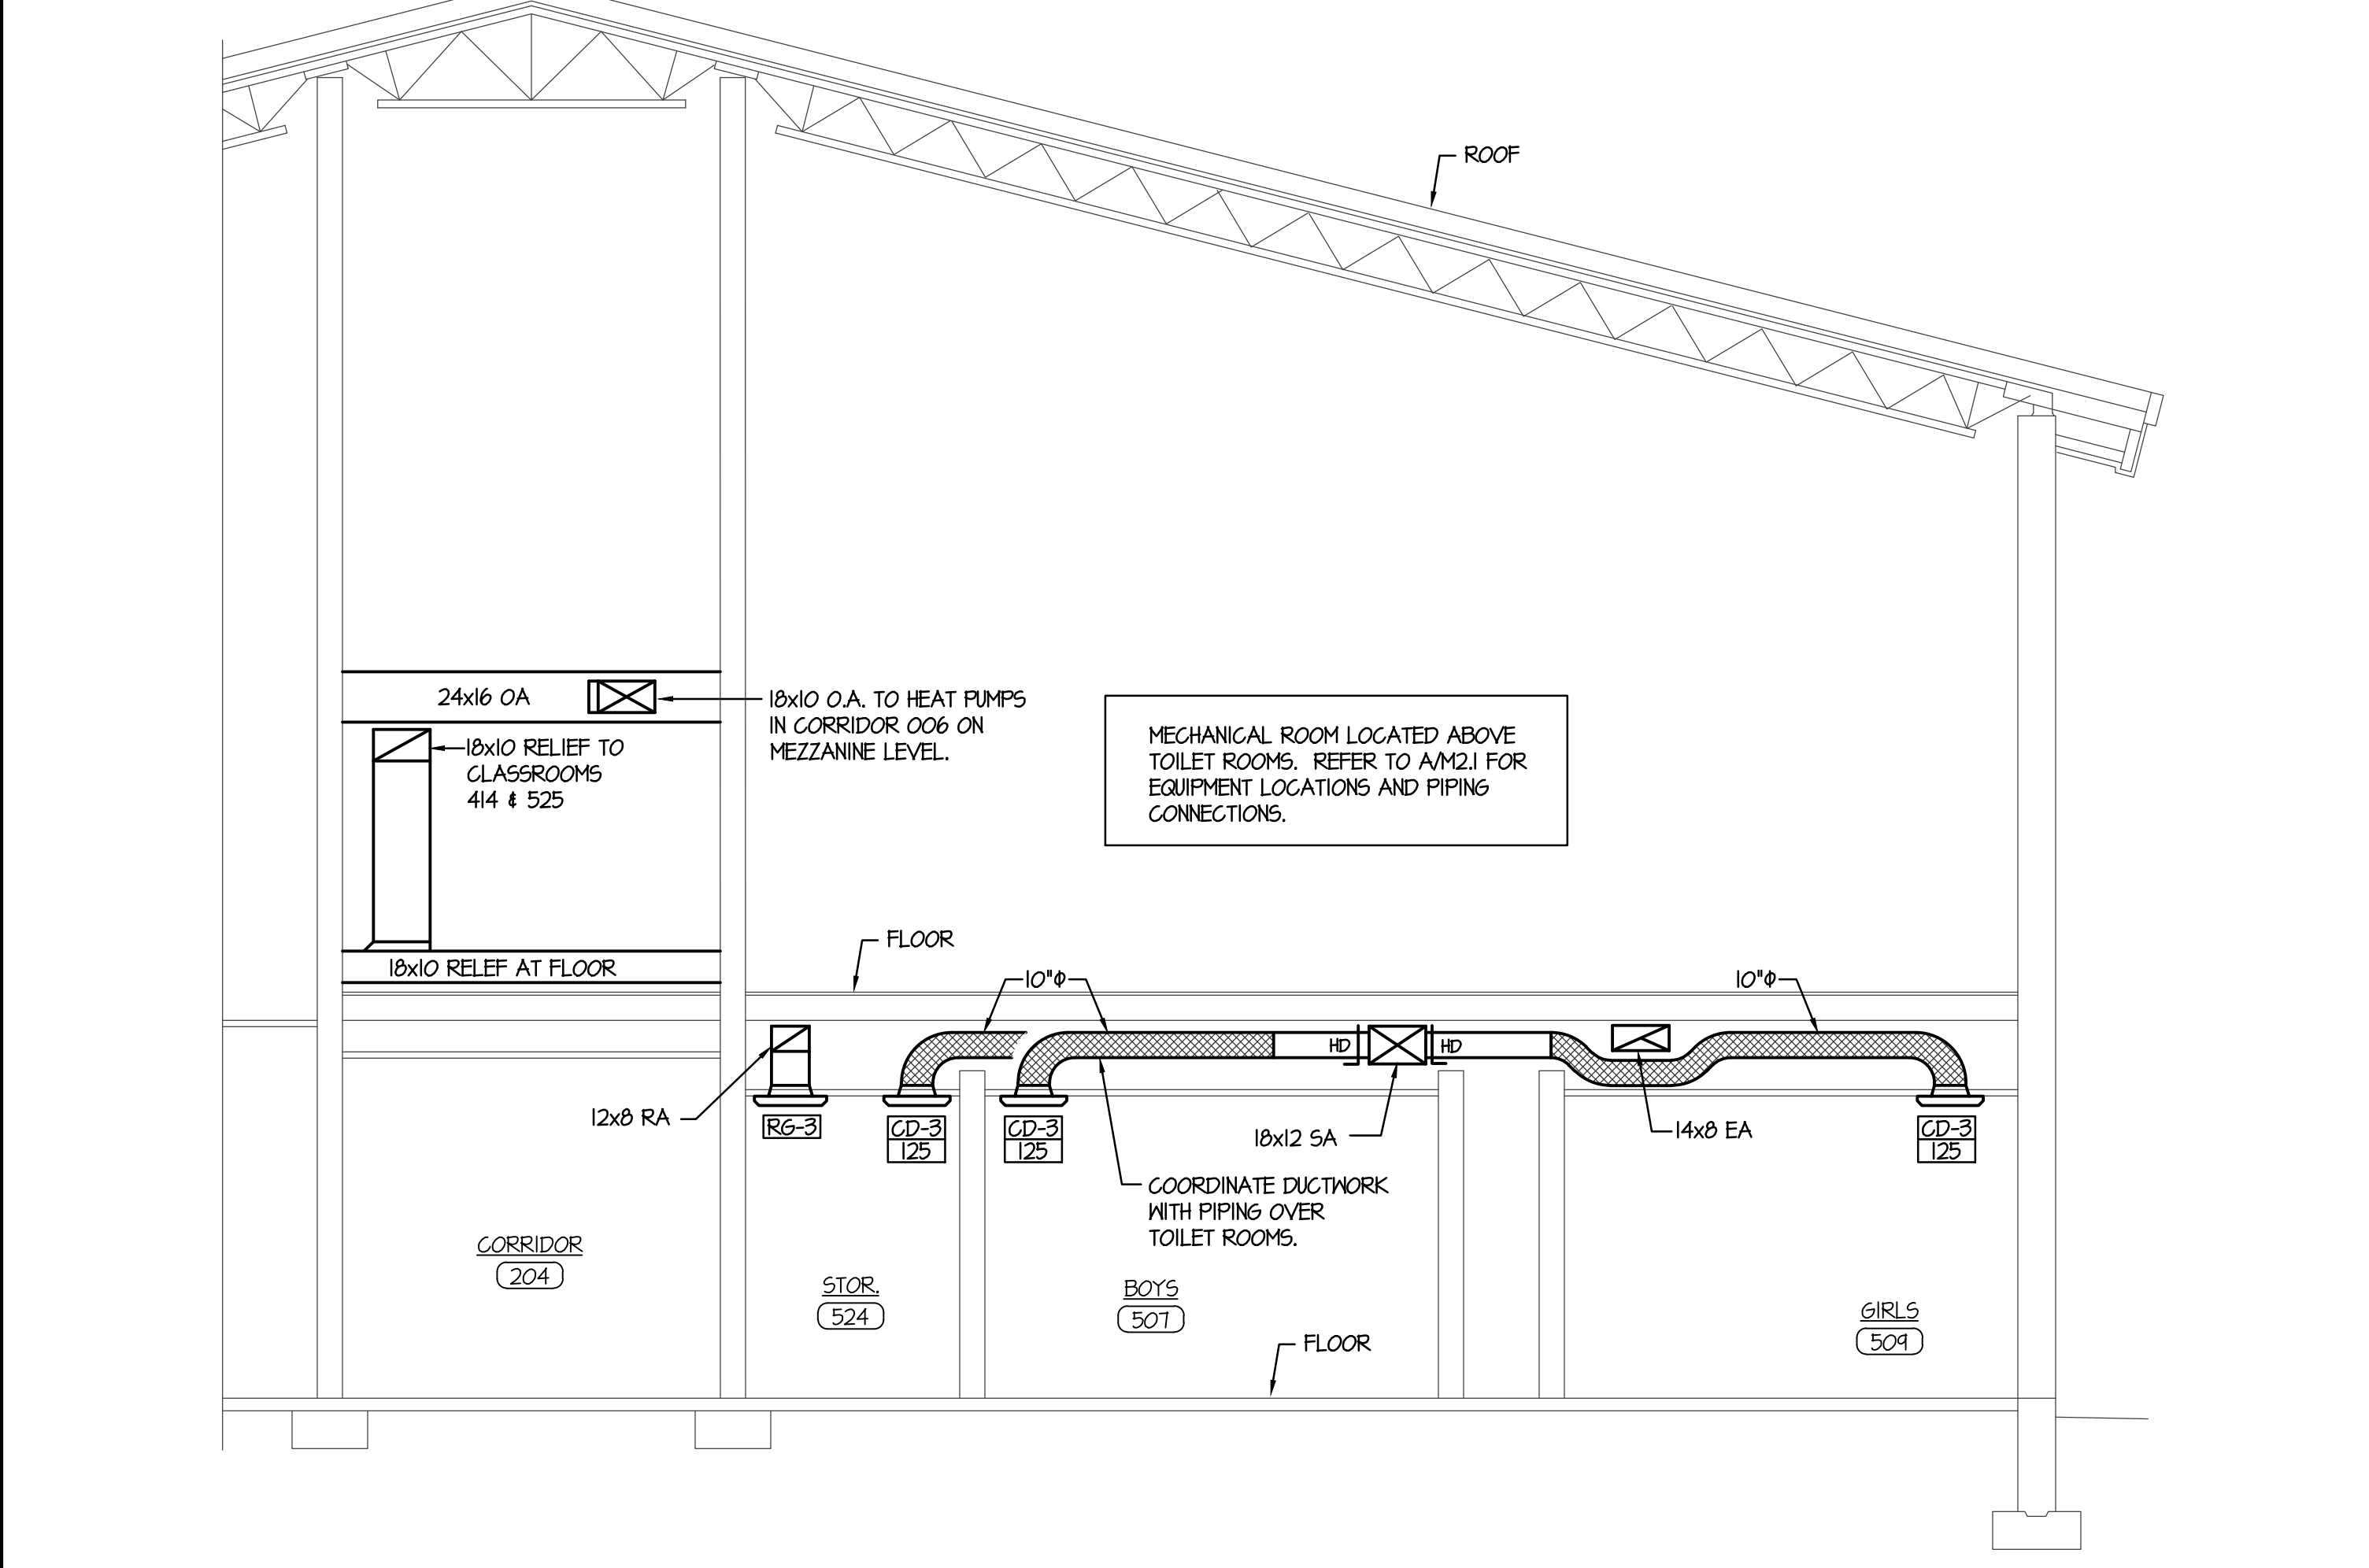 ROOF
24x16 OA
18x10 O.A. TO HEAT PUMPS
IN CORRIDOR 006 ON
MEZZANINE LEVEL.
18x10 RELIEF TO
CLASSROOMS
414 & 525
MECHANICAL ROOM LOCATED ABOVE
TOILET ROOMS. REFER TO A/M2.1 FOR
EQUIPMENT LOCATIONS AND PIPING
CONNECTIONS.
FLOOR
18x10 RELIEF AT FLOOR
10"ϕ
10"ϕ
HD
HD
12x8 RA
RG-3
CD-3
125
CD-3
125
18x12 SA
14x8 EA
CD-3
125
COORDINATE DUCTWORK
WITH PIPING OVER
TOILET ROOMS.
CORRIDOR
204
STOR.
524
BOYS
507
GIRLS
509
FLOOR